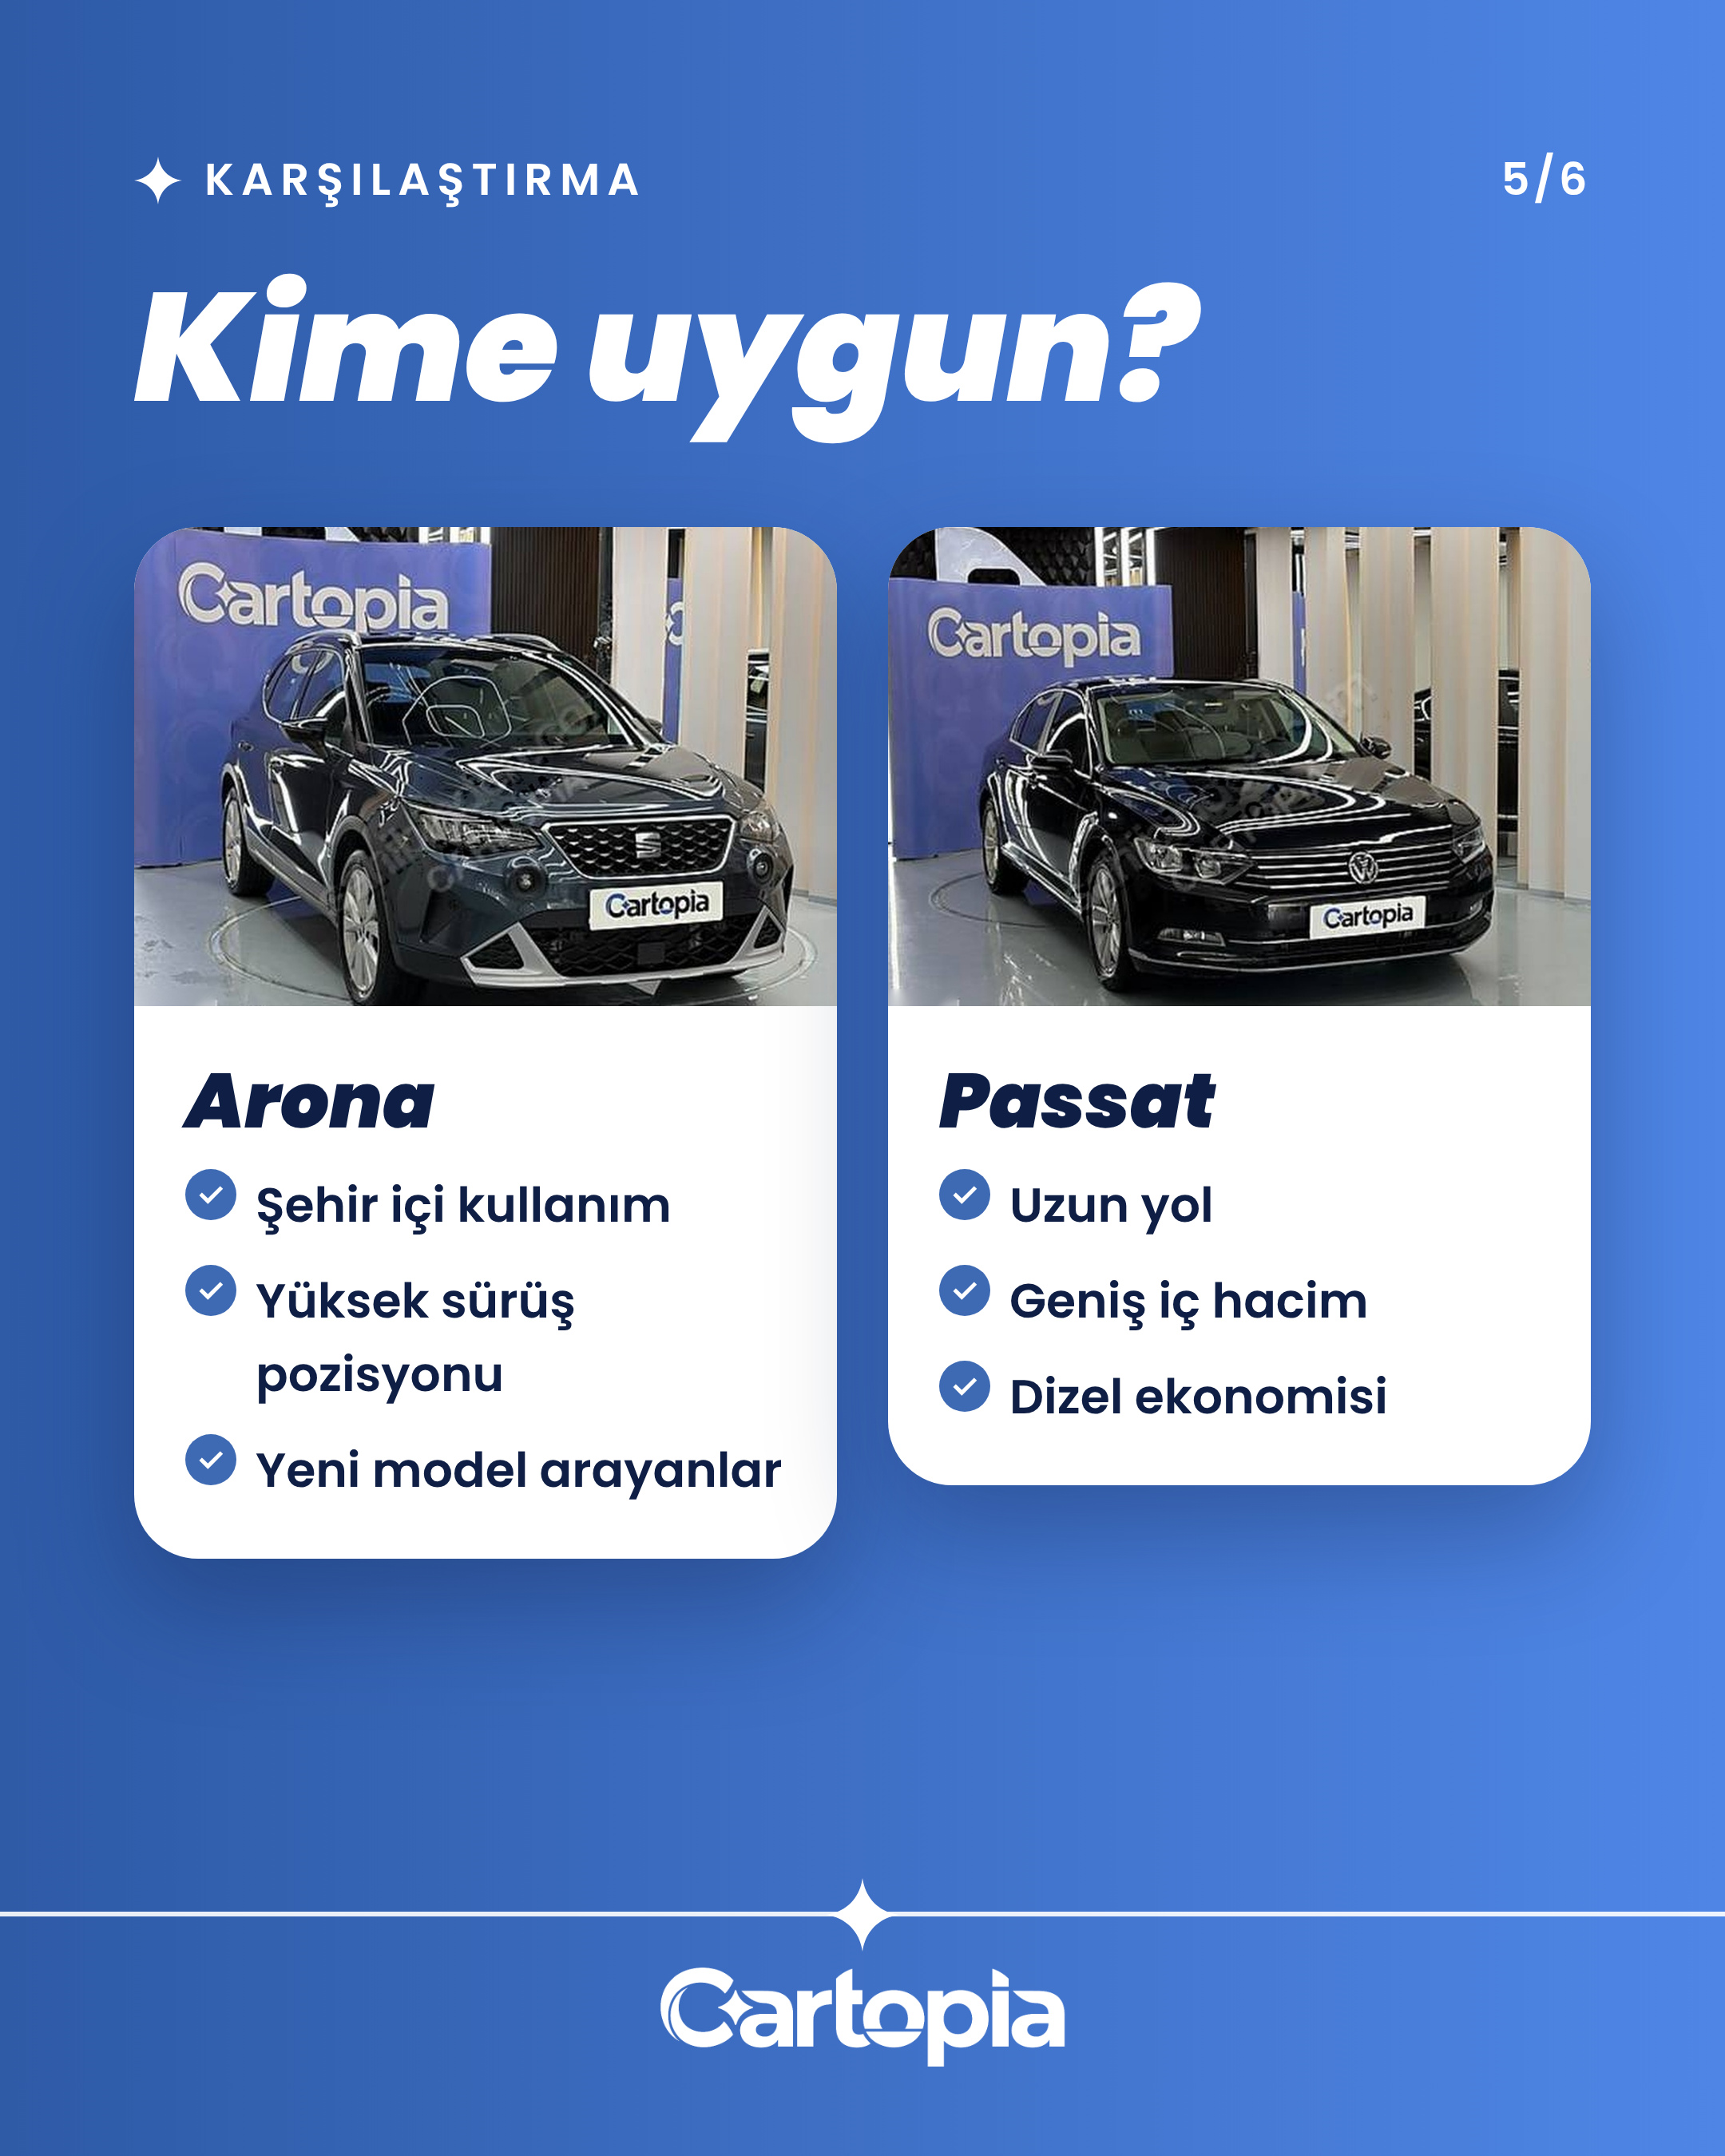 KARŞILAŞTIRMA
5/6
Kime uygun?
Cartopia
Cartopia
Cartopia
Cartopia
Arona
Şehir içi kullanım
Yüksek sürüş
pozisyonu
Yeni model arayanlar
Passat
Uzun yol
Geniş iç hacim
Dizel ekonomisi
Cartopia